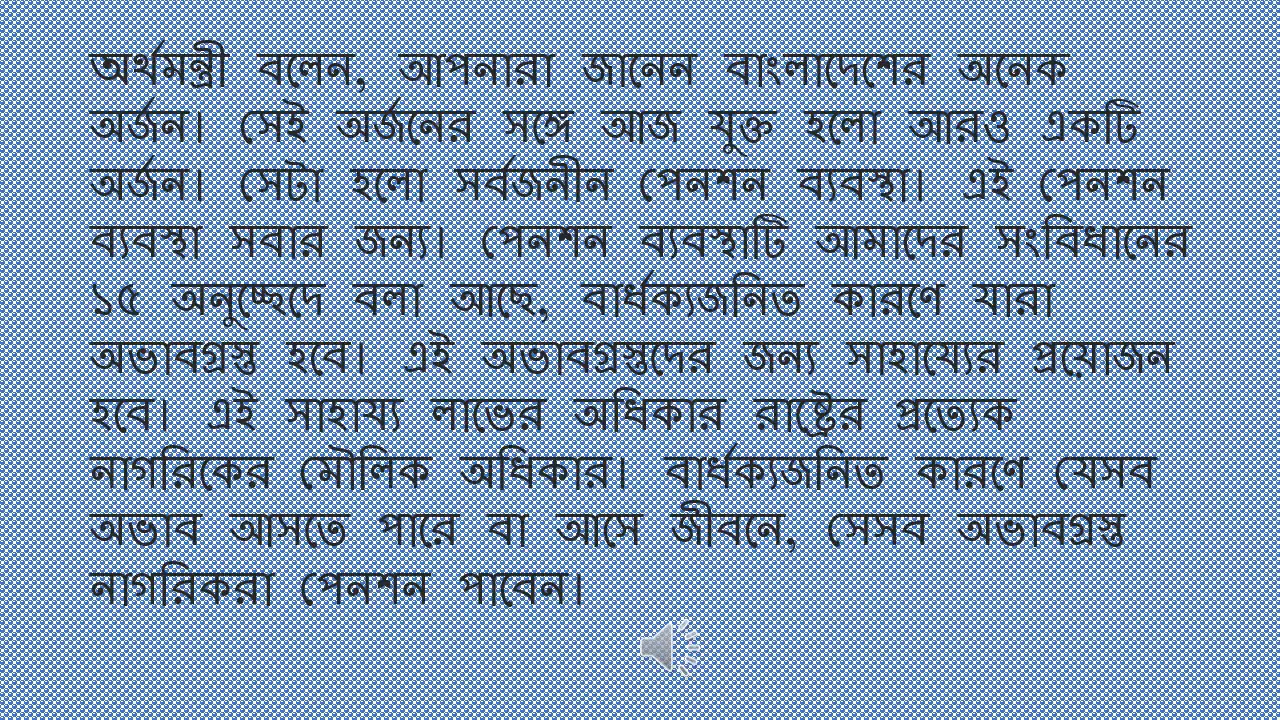 অর্থমন্ত্রী বলেন, আপনারা জানেন বাংলাদেশের অনেক
অর্জন। সেই অর্জনের সঙ্গে আজ যুক্ত হলো আরও একটি
অর্জন। সেটা হলো সর্বজনীন পেনশন ব্যবস্থা। এই পেনশন
ব্যবস্থা সবার জন্য। পেনশন ব্যবস্থাটি আমাদের সংবিধানের
১৫ অনুচ্ছেদে বলা আছে, বার্ধক্যজনিত কারণে যারা
অভাবগ্রস্ত হবে। এই অভাবগ্রস্তদের জন্য সাহায্যের প্রয়োজন
হবে। এই সাহায্য লাভের অধিকার রাষ্ট্রের প্রত্যেক
নাগরিকের মৌলিক অধিকার। বার্ধক্যজনিত কারণে যেসব
অভাব আসতে পারে বা আসে জীবনে, সেসব অভাবগ্রস্ত
নাগরিকরা পেনশন পাবেন।